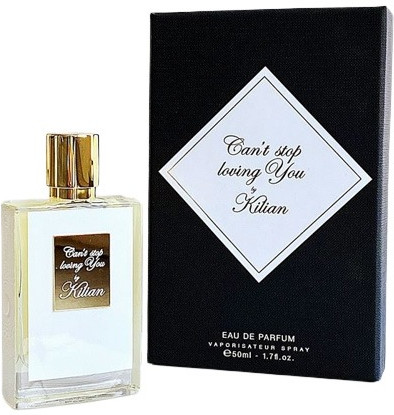 Can't stop
loving You
by
Kilian
EAU DE PARFUM
VAPORISATEUR SPRAY
℮50ml - 1.7fl.oz.
Can't stop
loving You
by
Kilian